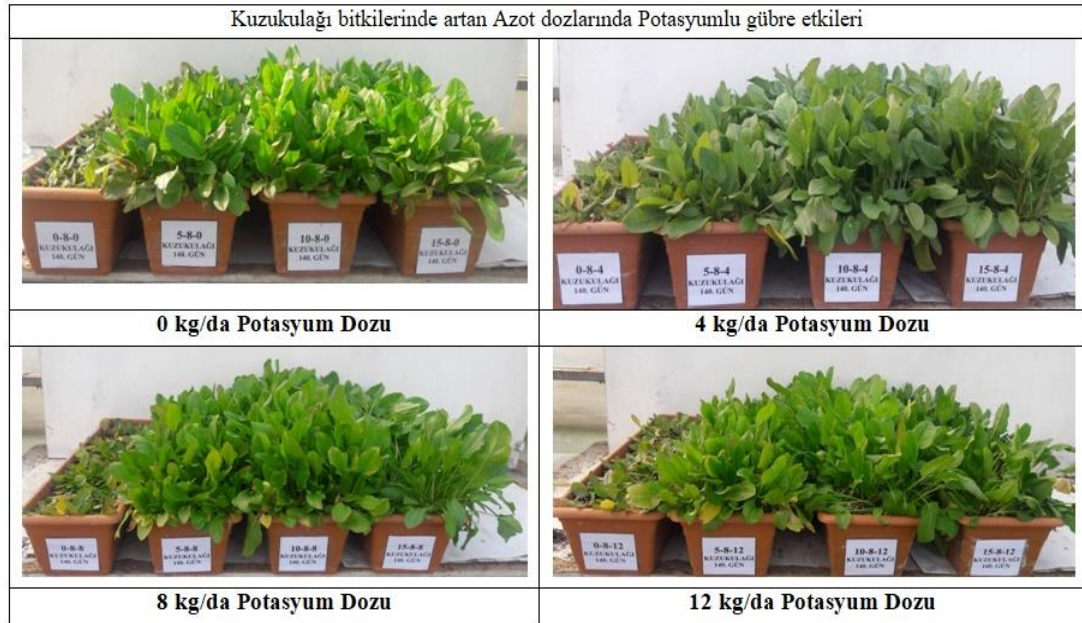 Kuzukulağı bitkilerinde artan Azot dozlarında Potasyumlu gübre etkileri
0-8-0
KUZUKULAĞI
140. GÜN
5-8-0
KUZUKULAĞI
140. GÜN
10-8-0
KUZUKULAĞI
140. GÜN
15-8-0
KUZUKULAĞI
140. GÜN
0-8-4
KUZUKULAĞI
140. GÜN
5-8-4
KUZUKULAĞI
140. GÜN
10-8-4
KUZUKULAĞI
140. GÜN
15-8-4
KUZUKULAĞI
140. GÜN
0 kg/da Potasyum Dozu
4 kg/da Potasyum Dozu
0-8-8
KUZUKULAĞI
140. GÜN
5-8-8
KUZUKULAĞI
140. GÜN
10-8-8
KUZUKULAĞI
140. GÜN
15-8-8
KUZUKULAĞI
140. GÜN
0-8-12
KUZUKULAĞI
140. GÜN
5-8-12
KUZUKULAĞI
140. GÜN
10-8-12
KUZUKULAĞI
140. GÜN
15-8-12
KUZUKULAĞI
140. GÜN
8 kg/da Potasyum Dozu
12 kg/da Potasyum Dozu